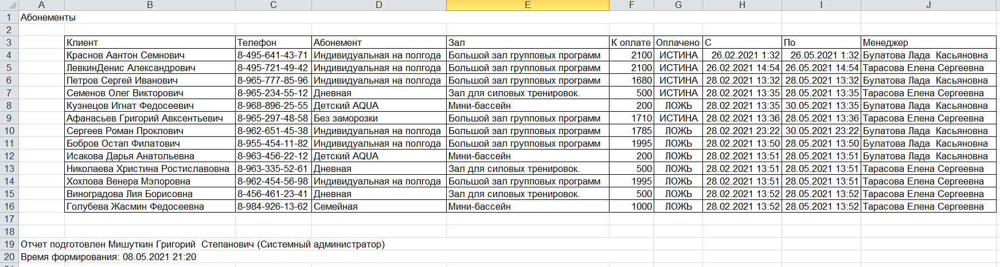 A B C D E F G H I J
1 Абонементы
2
3 Клиент Телефон Абонемент Зал К оплате Оплачено С По Менеджер
4 Краснов Аантон Семнович 8-495-641-43-71 Индивидуальная на полгода Большой зал групповых программ 2100 ИСТИНА 26.02.2021 1:32 26.05.2021 1:32 Булатова Лада  Касьяновна
5 ЛевкинДенис Александрович 8-495-721-49-42 Индивидуальная на полгода Большой зал групповых программ 2100 ИСТИНА 26.02.2021 14:54 26.05.2021 14:54 Тарасова Елена Сергеевна
6 Петров Сергей Иванович 8-965-777-85-96 Индивидуальная на полгода Большой зал групповых программ 1680 ИСТИНА 28.02.2021 13:32 28.05.2021 13:32 Булатова Лада  Касьяновна
7 Семенов Олег Викторович 8-965-234-55-12 Дневная Зал для силовых тренировок. 500 ИСТИНА 28.02.2021 13:35 28.05.2021 13:35 Тарасова Елена Сергеевна
8 Кузнецов Игнат Федосеевич 8-968-896-25-55 Детский AQUA Мини-бассейн 200 ЛОЖЬ 28.02.2021 13:35 30.05.2021 13:35 Булатова Лада  Касьяновна
9 Афанасьев Григорий Авксентьевич 8-965-297-48-58 Без заморозки Большой зал групповых программ 1710 ИСТИНА 28.02.2021 13:36 28.05.2021 13:36 Тарасова Елена Сергеевна
10 Сергеев Роман Проклович 8-962-651-45-38 Индивидуальная на полгода Большой зал групповых программ 1785 ЛОЖЬ 28.02.2021 23:22 30.05.2021 23:22 Булатова Лада  Касьяновна
11 Бобров Остап Филатович 8-955-454-11-82 Индивидуальная на полгода Большой зал групповых программ 1995 ЛОЖЬ 28.02.2021 13:50 28.05.2021 13:50 Булатова Лада  Касьяновна
12 Исакова Дарья Анатольевна 8-963-456-22-12 Детский AQUA Мини-бассейн 200 ЛОЖЬ 28.02.2021 13:51 28.05.2021 13:51 Булатова Лада  Касьяновна
13 Николаева Христина Ростиславовна 8-963-335-52-61 Дневная Зал для силовых тренировок. 500 ЛОЖЬ 28.02.2021 13:51 28.05.2021 13:51 Тарасова Елена Сергеевна
14 Хохлова Венера Мэлоровна 8-962-454-56-98 Индивидуальная на полгода Большой зал групповых программ 1995 ЛОЖЬ 28.02.2021 13:51 28.05.2021 13:51 Тарасова Елена Сергеевна
15 Виноградова Лия Борисовна 8-456-461-23-41 Дневная Зал для силовых тренировок. 500 ЛОЖЬ 28.02.2021 13:52 28.05.2021 13:52 Тарасова Елена Сергеевна
16 Голубева Жасмин Федосеевна 8-984-926-13-62 Семейная Мини-бассейн 1000 ЛОЖЬ 28.02.2021 13:52 28.05.2021 13:52 Тарасова Елена Сергеевна
17
18
19 Отчет подготовлен Мишуткин Григорий  Степанович (Системный администратор)
20 Время формирования: 08.05.2021 21:20